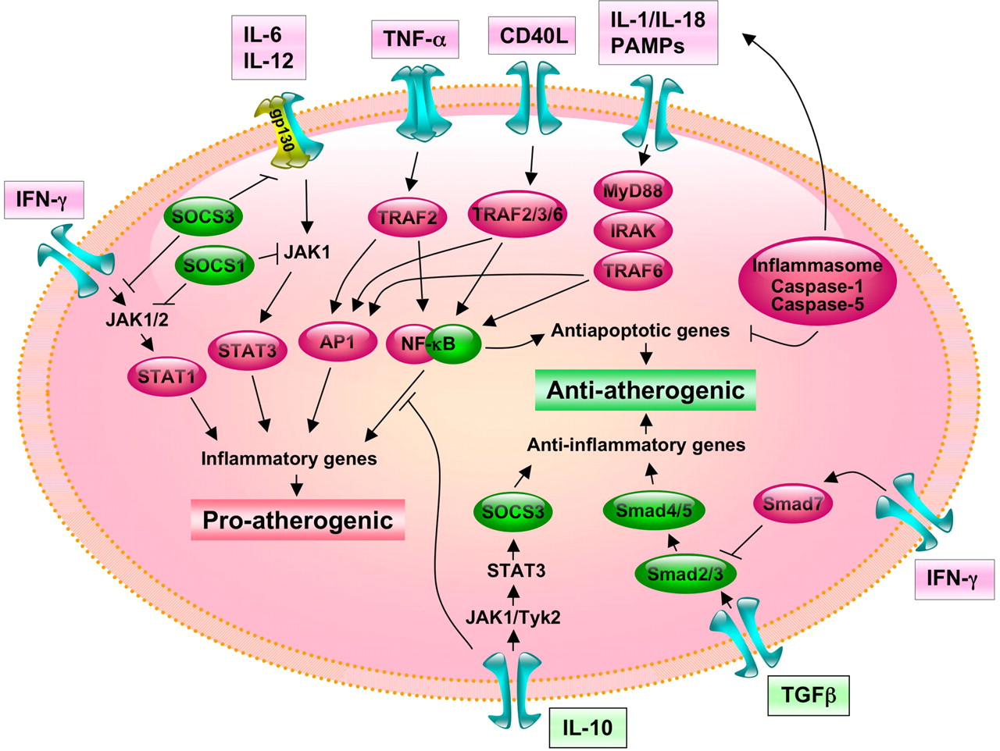 IL-6
IL-12
TNF-α
CD40L
IL-1/IL-18
PAMPs
gp130
IFN-γ
SOCS3
SOCS1
JAK1
JAK1/2
STAT1
STAT3
TRAF2
TRAF2/3/6
MyD88
IRAK
TRAF6
Inflammasome
Caspase-1
Caspase-5
AP1
NF-κB
Antiapoptotic genes
Anti-atherogenic
Anti-inflammatory genes
Inflammatory genes
Pro-atherogenic
SOCS3
STAT3
JAK1/Tyk2
IL-10
Smad4/5
Smad2/3
Smad7
IFN-γ
TGFβ